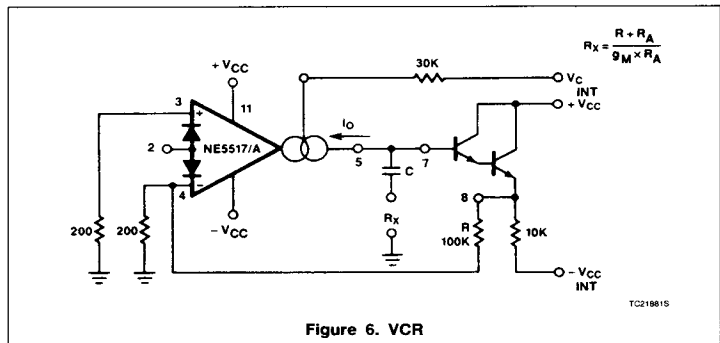 R_X = (R + R_A) / (g_M × R_A)
30K
V_C
INT
+ V_CC
+ V_CC
3
11
+
I_O
2
NE5517/A
5
7
C
4
−
8
R_X
− V_CC
R
100K
10K
200
200
− V_CC
INT
TC21881S
Figure 6. VCR